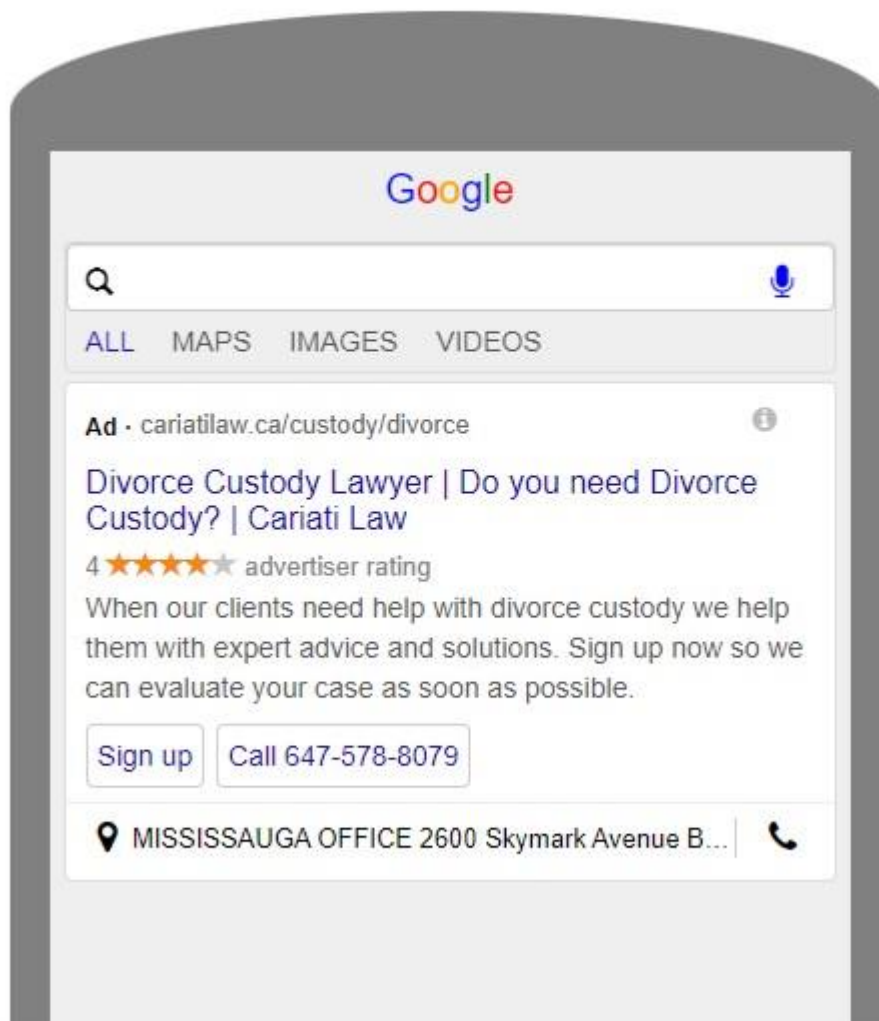 Google
ALL MAPS IMAGES VIDEOS
Ad · cariatilaw.ca/custody/divorce
Divorce Custody Lawyer | Do you need Divorce
Custody? | Cariati Law
4 advertiser rating
When our clients need help with divorce custody we help
them with expert advice and solutions. Sign up now so we
can evaluate your case as soon as possible.
Sign up Call 647-578-8079
MISSISSAUGA OFFICE 2600 Skymark Avenue B...